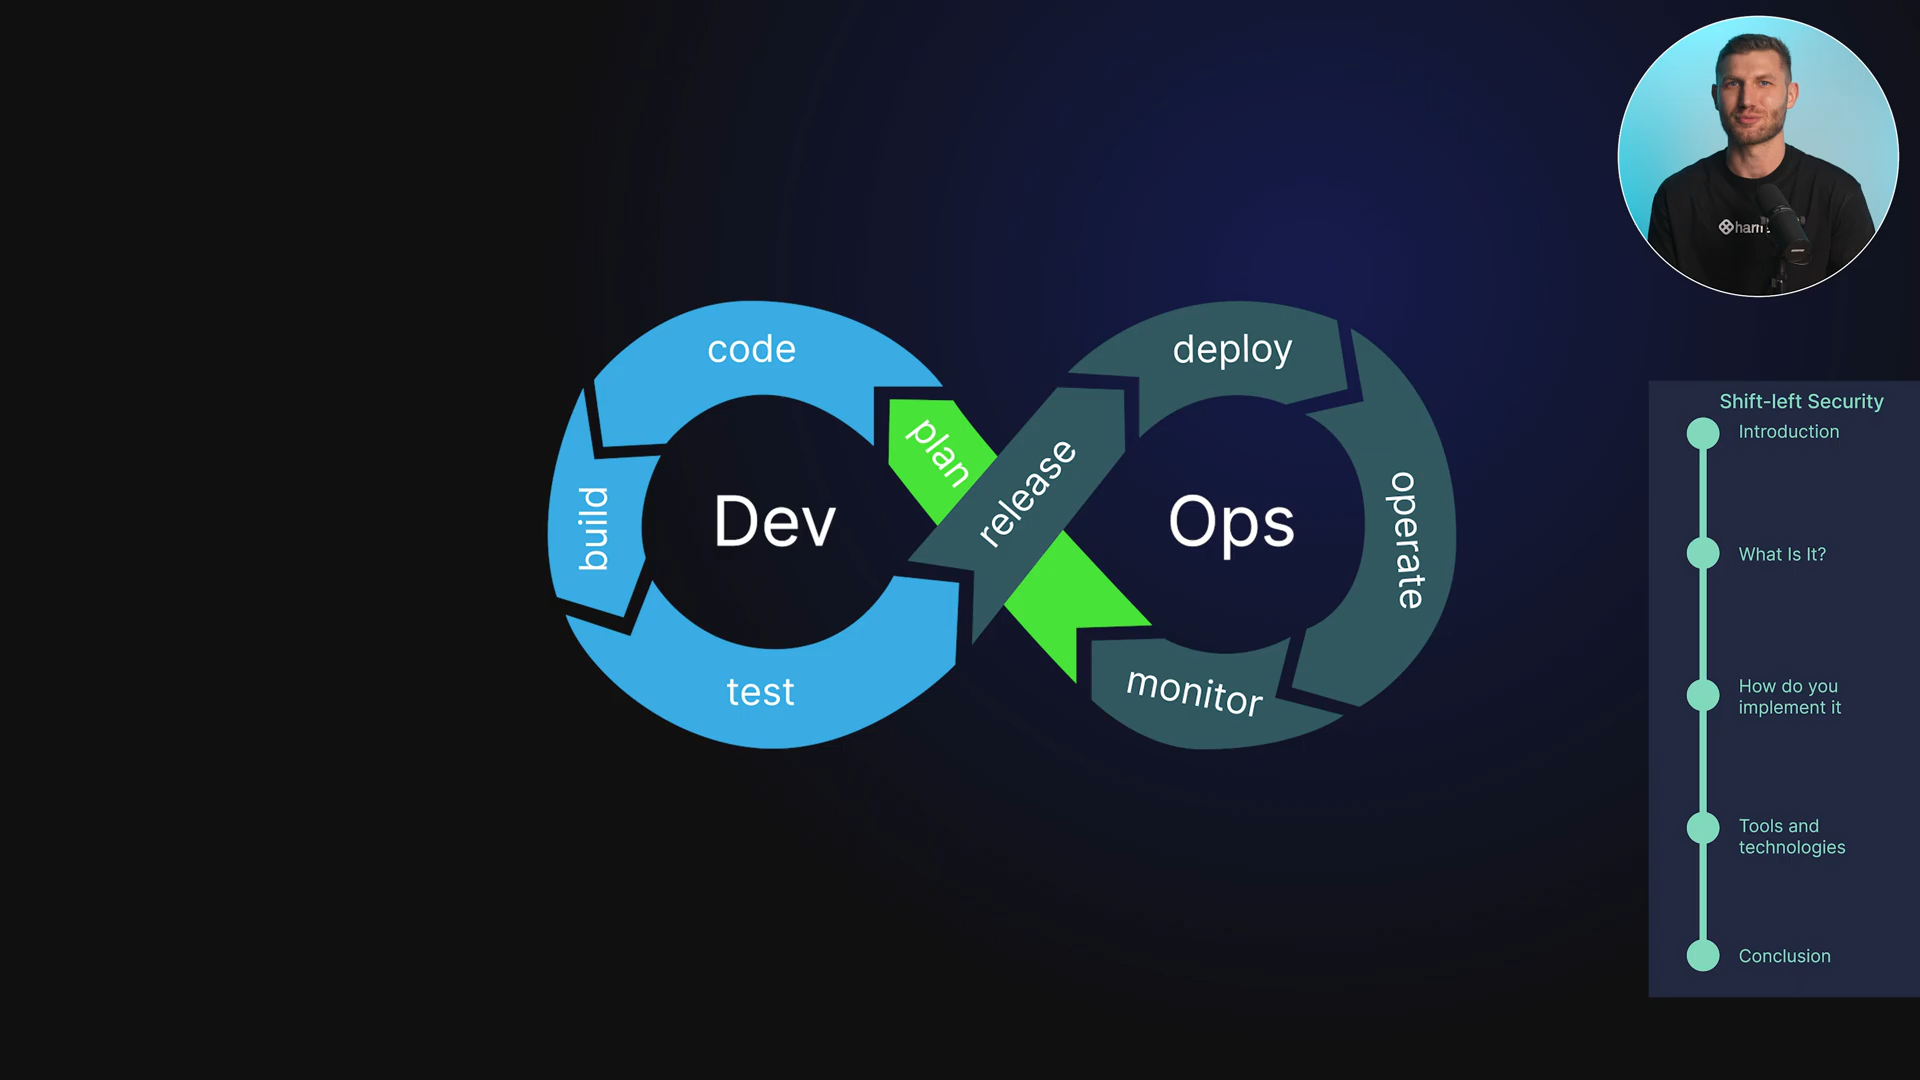 code
plan
build
Dev
test
release
deploy
Ops
operate
monitor
Shift-left Security
Introduction
What Is It?
How do you
implement it
Tools and
technologies
Conclusion